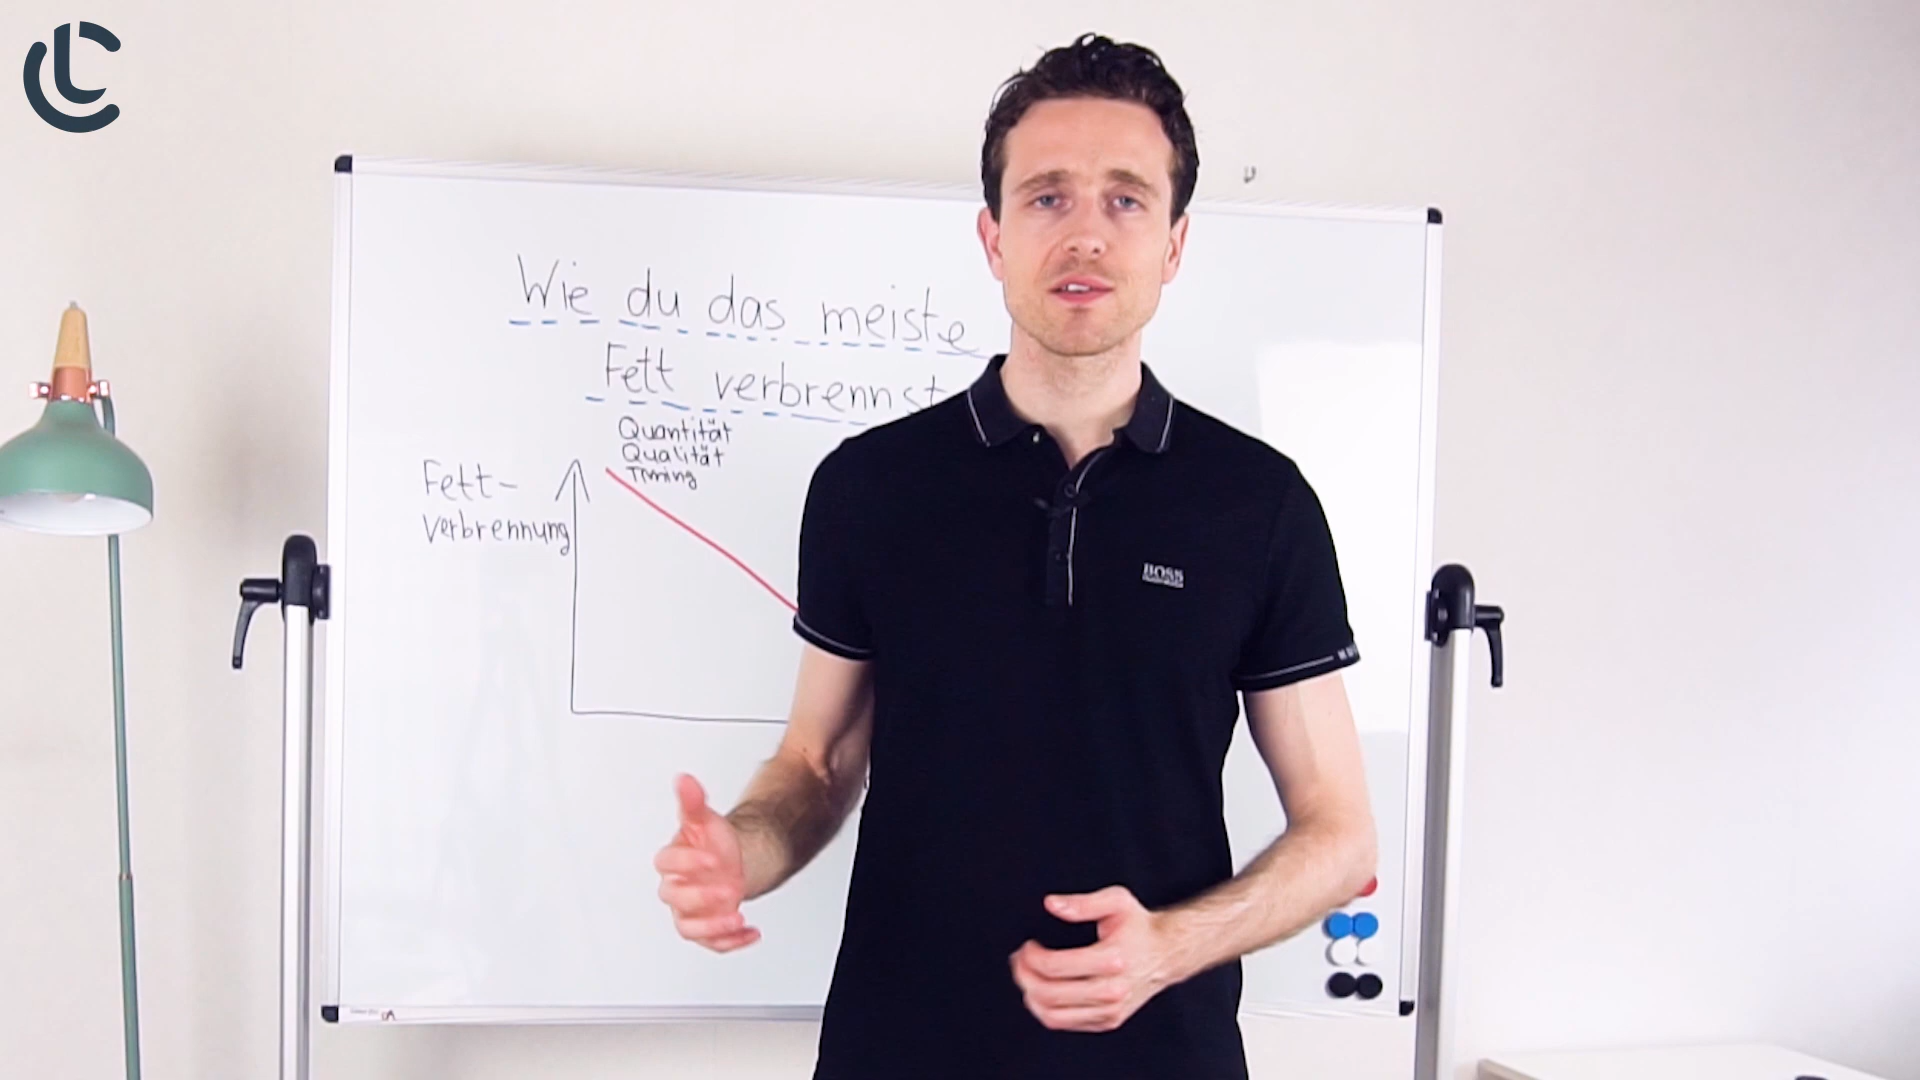 Wie du das meiste
Fett verbrennst
Quantität
Qualität
Timing
Fett-
verbrennung
BOSS